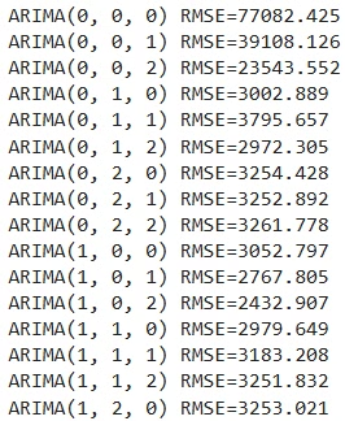 ARIMA(0, 0, 0) RMSE=77082.425
ARIMA(0, 0, 1) RMSE=39108.126
ARIMA(0, 0, 2) RMSE=23543.552
ARIMA(0, 1, 0) RMSE=3002.889
ARIMA(0, 1, 1) RMSE=3795.657
ARIMA(0, 1, 2) RMSE=2972.305
ARIMA(0, 2, 0) RMSE=3254.428
ARIMA(0, 2, 1) RMSE=3252.892
ARIMA(0, 2, 2) RMSE=3261.778
ARIMA(1, 0, 0) RMSE=3052.797
ARIMA(1, 0, 1) RMSE=2767.805
ARIMA(1, 0, 2) RMSE=2432.907
ARIMA(1, 1, 0) RMSE=2979.649
ARIMA(1, 1, 1) RMSE=3183.208
ARIMA(1, 1, 2) RMSE=3251.832
ARIMA(1, 2, 0) RMSE=3253.021